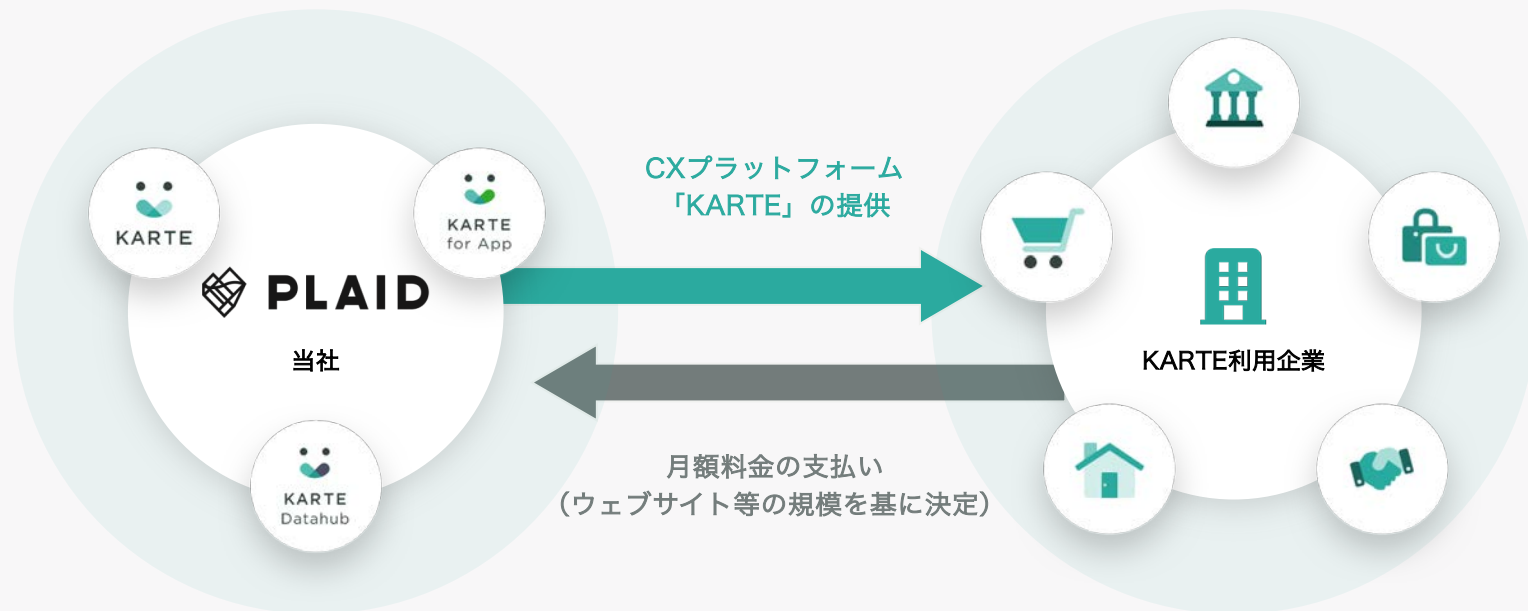 KARTE
KARTE
for App
PLAID
当社
KARTE
Datahub
CXプラットフォーム
「KARTE」の提供
月額料金の支払い
（ウェブサイト等の規模を基に決定）
KARTE利用企業